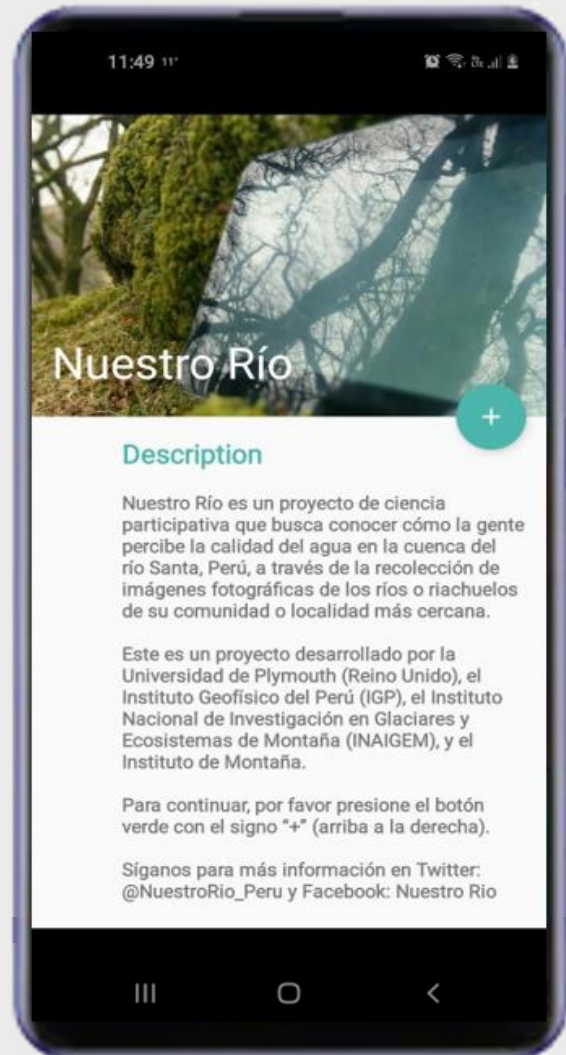 11:49
Nuestro Río
+
Description
Nuestro Río es un proyecto de ciencia
participativa que busca conocer cómo la gente
percibe la calidad del agua en la cuenca del
río Santa, Perú, a través de la recolección de
imágenes fotográficas de los ríos o riachuelos
de su comunidad o localidad más cercana.
Este es un proyecto desarrollado por la
Universidad de Plymouth (Reino Unido), el
Instituto Geofísico del Perú (IGP), el Instituto
Nacional de Investigación en Glaciares y
Ecosistemas de Montaña (INAIGEM), y el
Instituto de Montaña.
Para continuar, por favor presione el botón
verde con el signo “+” (arriba a la derecha).
Síganos para más información en Twitter:
@NuestroRio_Peru y Facebook: Nuestro Rio